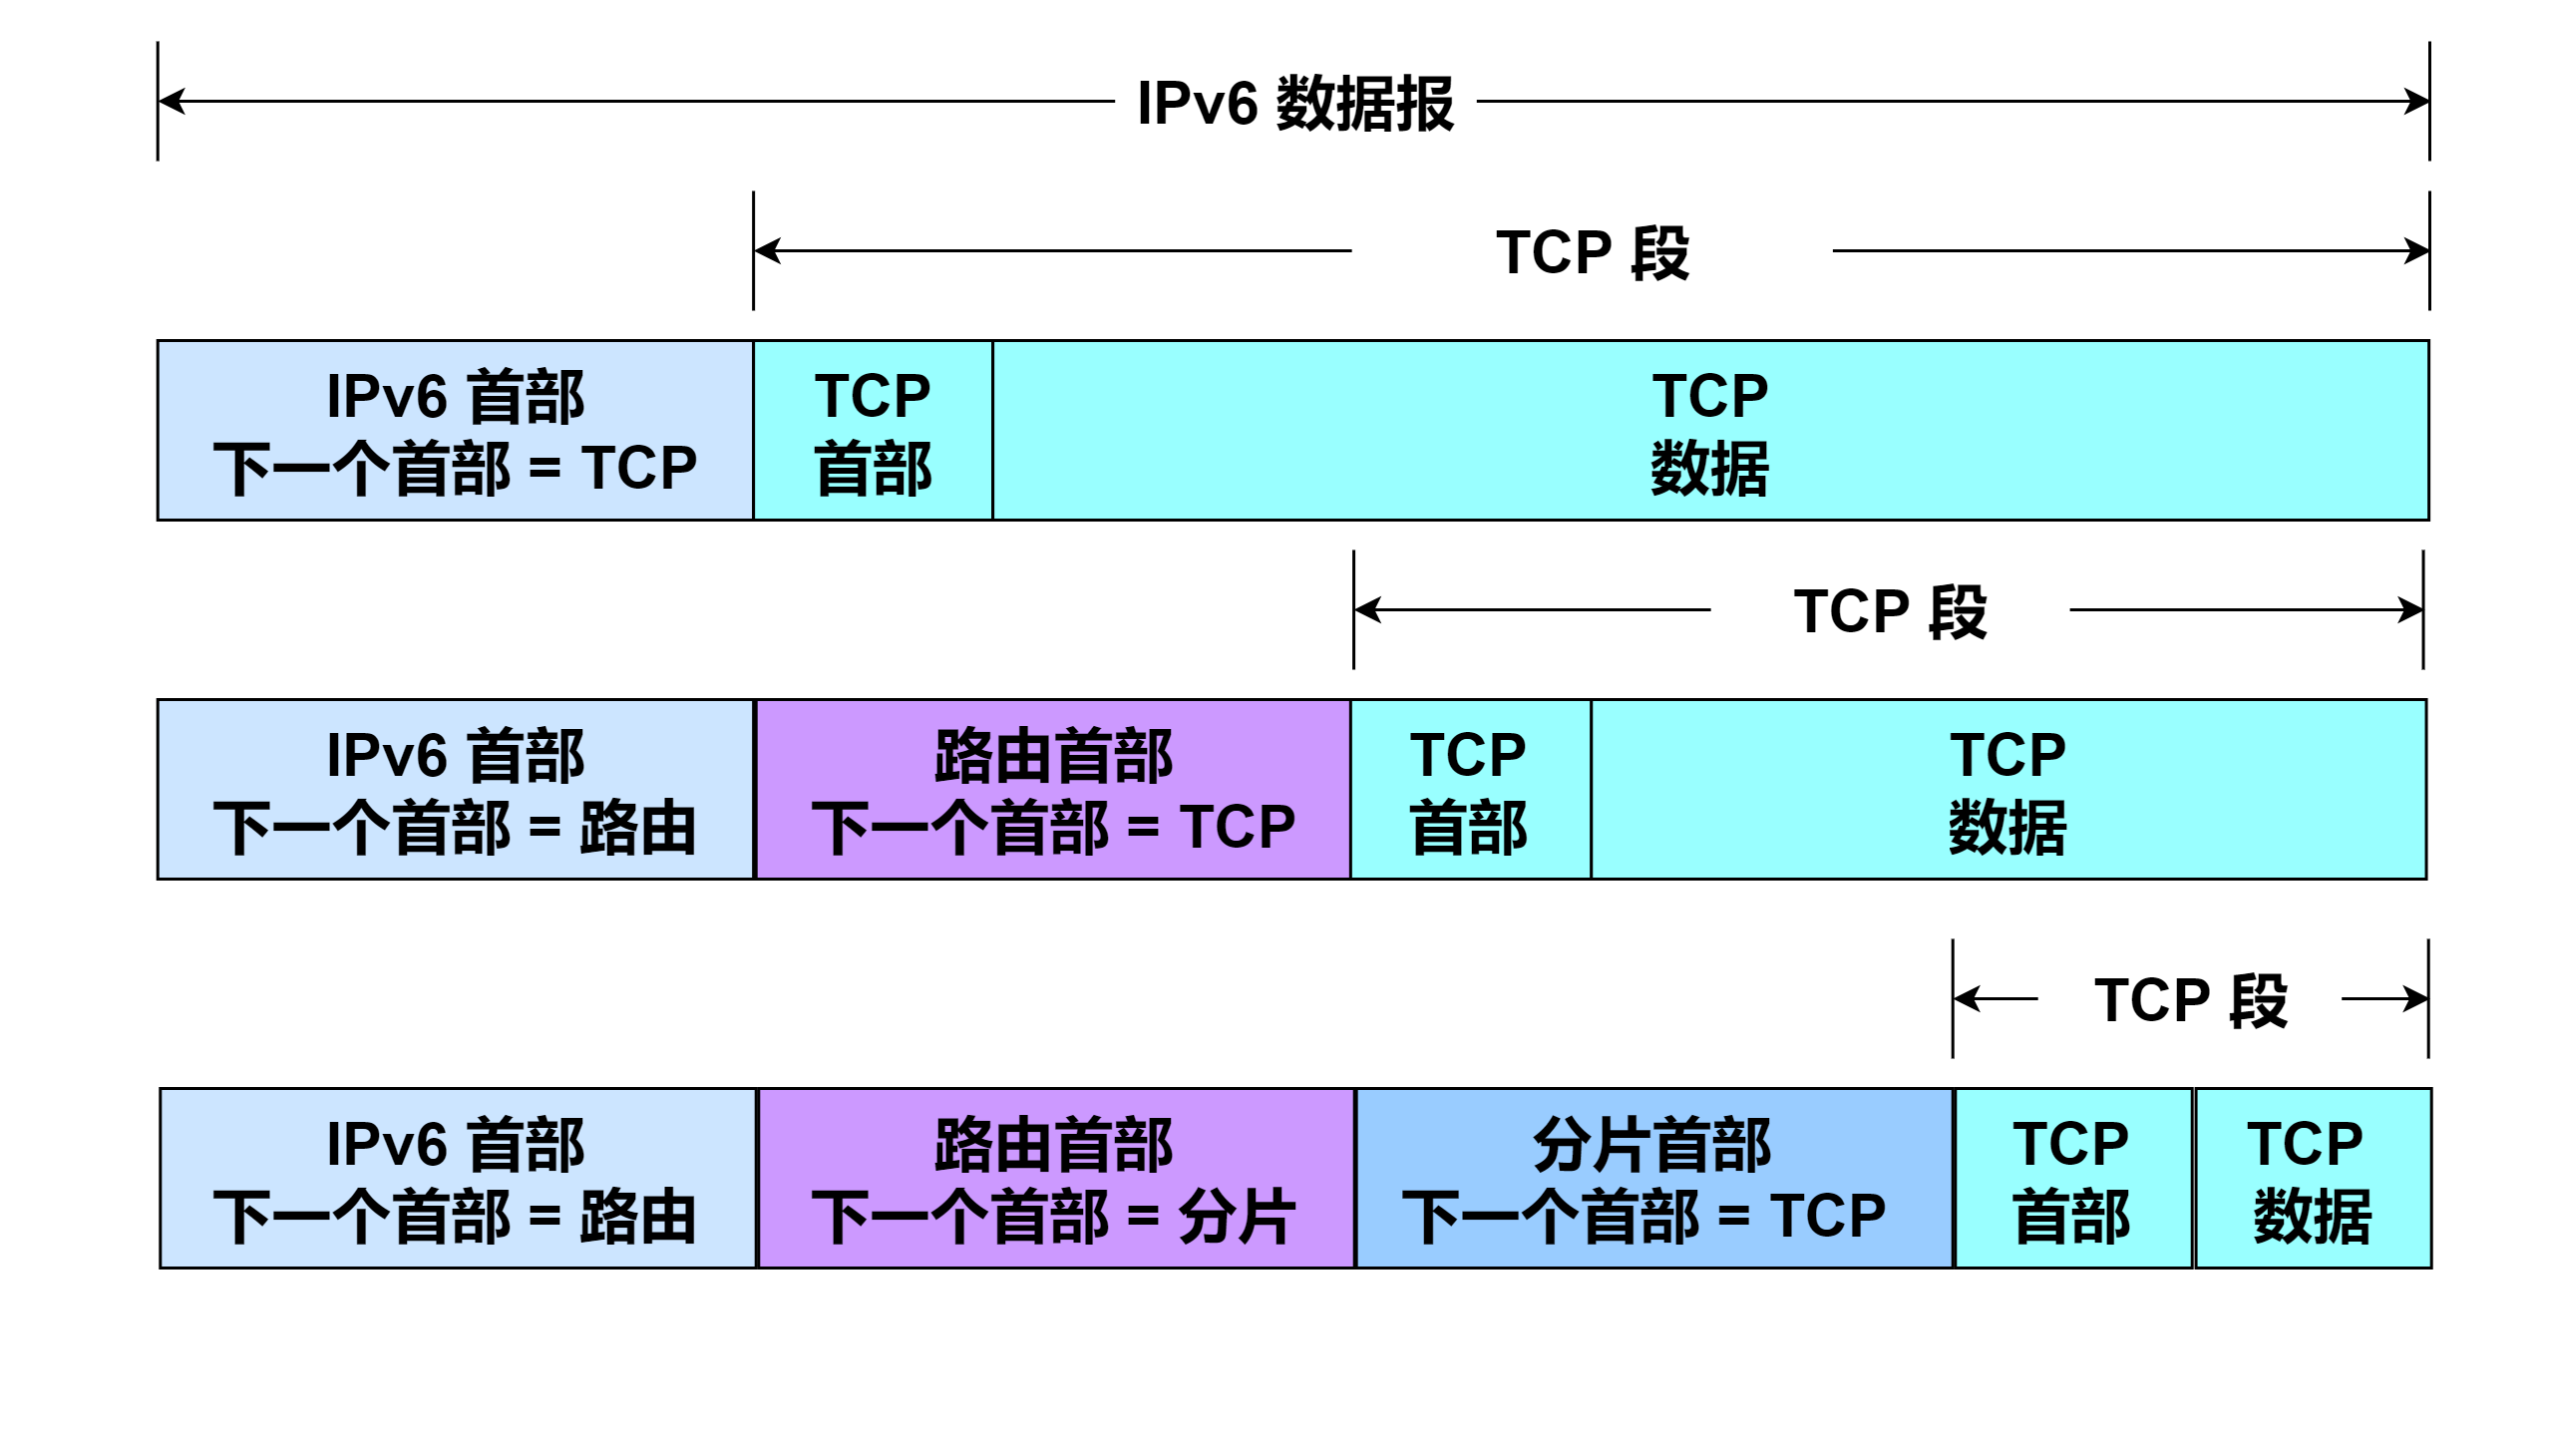 IPv6 数据报
TCP 段
IPv6 首部
下一个首部 = TCP
TCP
首部
TCP
数据
TCP 段
IPv6 首部
下一个首部 = 路由
路由首部
下一个首部 = TCP
TCP
首部
TCP
数据
TCP 段
IPv6 首部
下一个首部 = 路由
路由首部
下一个首部 = 分片
分片首部
下一个首部 = TCP
TCP
首部
TCP
数据